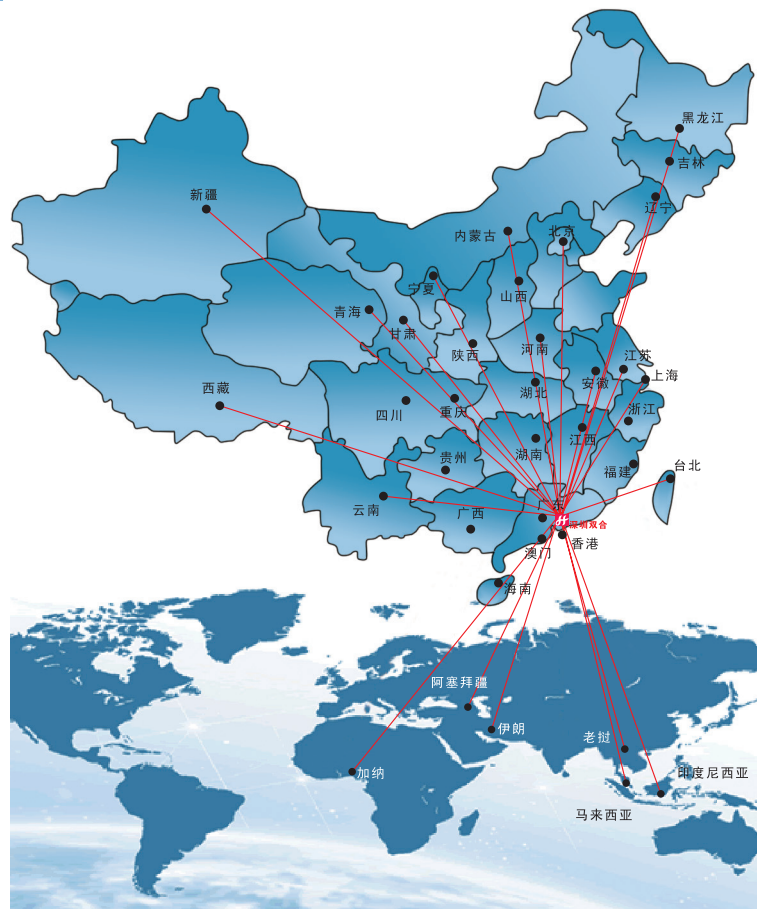 黑龙江
吉林
新疆
辽宁
内蒙古
北京
宁夏
山西
青海
甘肃
河南
陕西
江苏
上海
安徽
西藏
湖北
四川
重庆
浙江
江西
湖南
贵州
福建
台北
云南
广西
广东
深圳双合
香港
澳门
海南
阿塞拜疆
伊朗
老挝
加纳
印度尼西亚
马来西亚